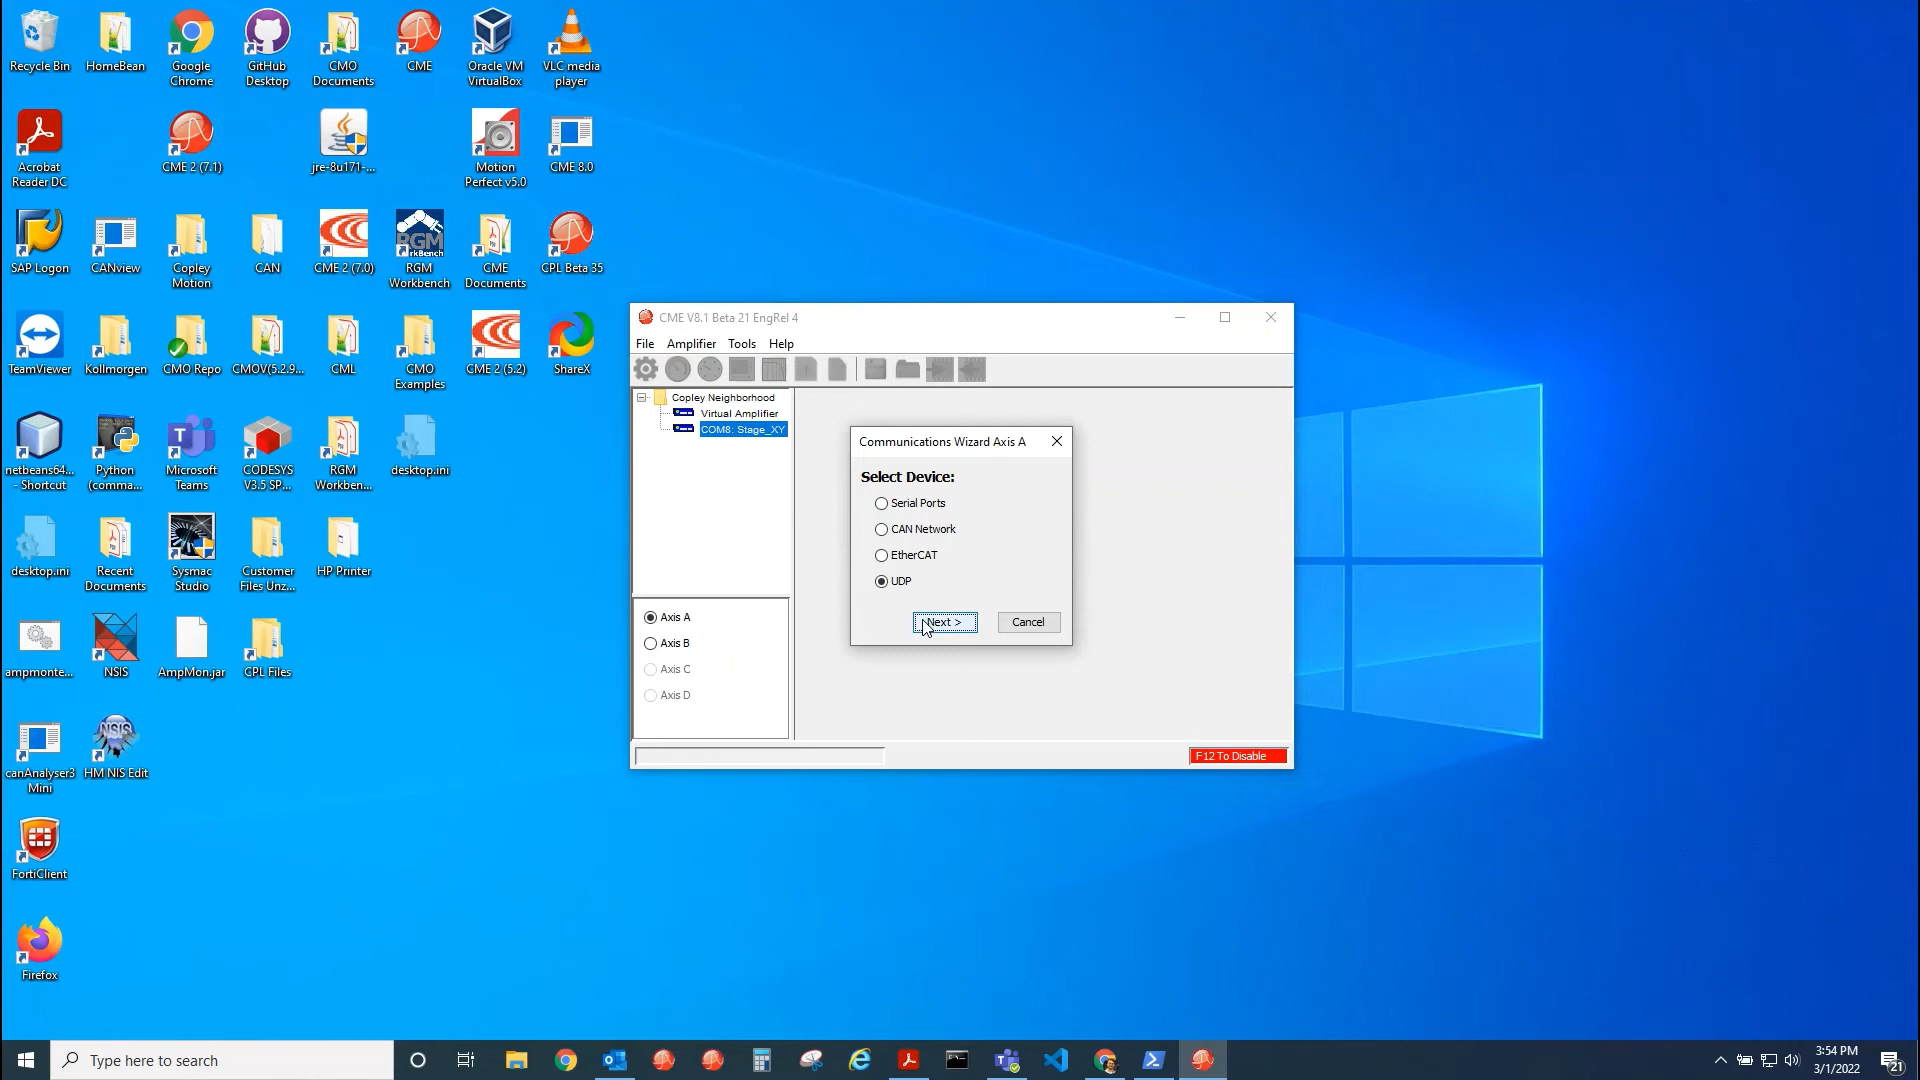 Recycle Bin
HomeBean
Google
Chrome
GitHub
Desktop
CMO
Documents
CME
Oracle VM
VirtualBox
VLC media
player
Acrobat
Reader DC
CME 2 (7.1)
jre-8u171-...
Motion
Perfect v5.0
CME 8.0
SAP Logon
CANview
Copley
Motion
CAN
CME 2 (7.0)
RGM
rkBench
RGM
Workbench
CME
Documents
CPL Beta 35
TeamViewer
Kollmorgen
CMO Repo
CMOV(5.2.9...
CML
CMO
Examples
CME 2 (5.2)
ShareX
netbeans64...
- Shortcut
Python
(comma...
Microsoft
Teams
CODESYS
V3.5 SP...
RGM
Workben...
desktop.ini
desktop.ini
Recent
Documents
Sysmac
Studio
Customer
Files Unz...
HP Printer
ampmonte...
NSIS
AmpMon.jar
CPL Files
canAnalyser3
Mini
NSIS
HM NIS Edit
FortiClient
Firefox
CME V8.1 Beta 21 EngRel 4
File Amplifier Tools Help
Copley Neighborhood
Virtual Amplifier
COM8: Stage_XY
Axis A
Axis B
Axis C
Axis D
Communications Wizard Axis A
Select Device:
Serial Ports
CAN Network
EtherCAT
UDP
Next >
Cancel
F12 To Disable
Type here to search
3:54 PM
3/1/2022
21